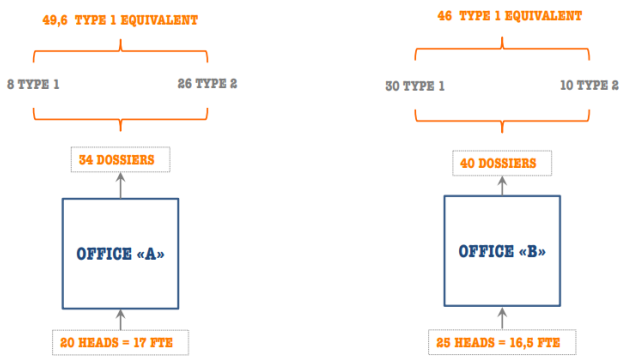 49,6 TYPE 1 EQUIVALENT
8 TYPE 1
26 TYPE 2
34 DOSSIERS
OFFICE «A»
20 HEADS = 17 FTE
46 TYPE 1 EQUIVALENT
30 TYPE 1
10 TYPE 2
40 DOSSIERS
OFFICE «B»
25 HEADS = 16,5 FTE